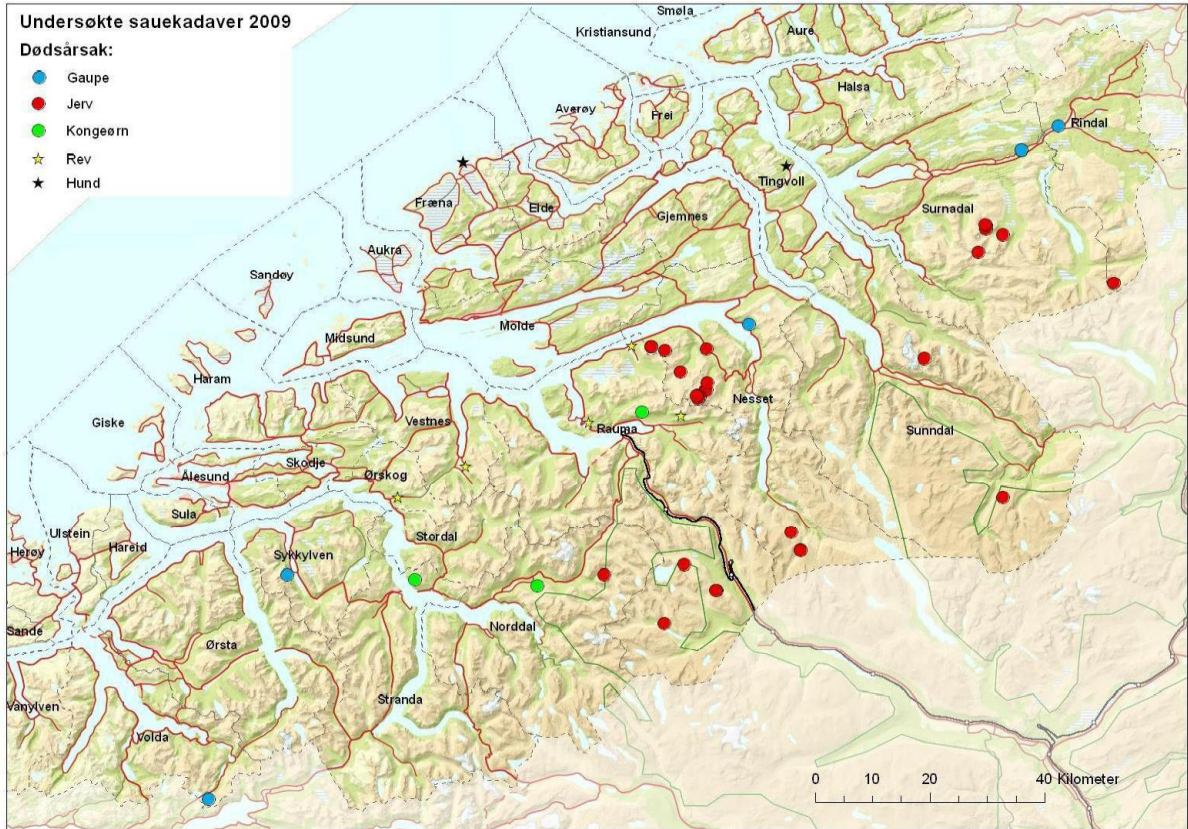 Undersøkte sauekadaver 2009
Dødsårsak:
Gaupe
Jerv
Kongeørn
Rev
Hund
Smøla
Kristiansund
Aure
Halsa
Averøy
Frei
Rindal
Tingvoll
Fræna
Eide
Surnadal
Gjemnes
Aukra
Sandøy
Molde
Midsund
Haram
Nesset
Giske
Vestnes
Rauma
Sunndal
Skodje
Ålesund
Ørskog
Sula
Ulstein
Stordal
Hareid
Herøy
Sykkylven
Norddal
Sande
Ørsta
Stranda
Vanylven
Volda
0 10 20 40 Kilometer